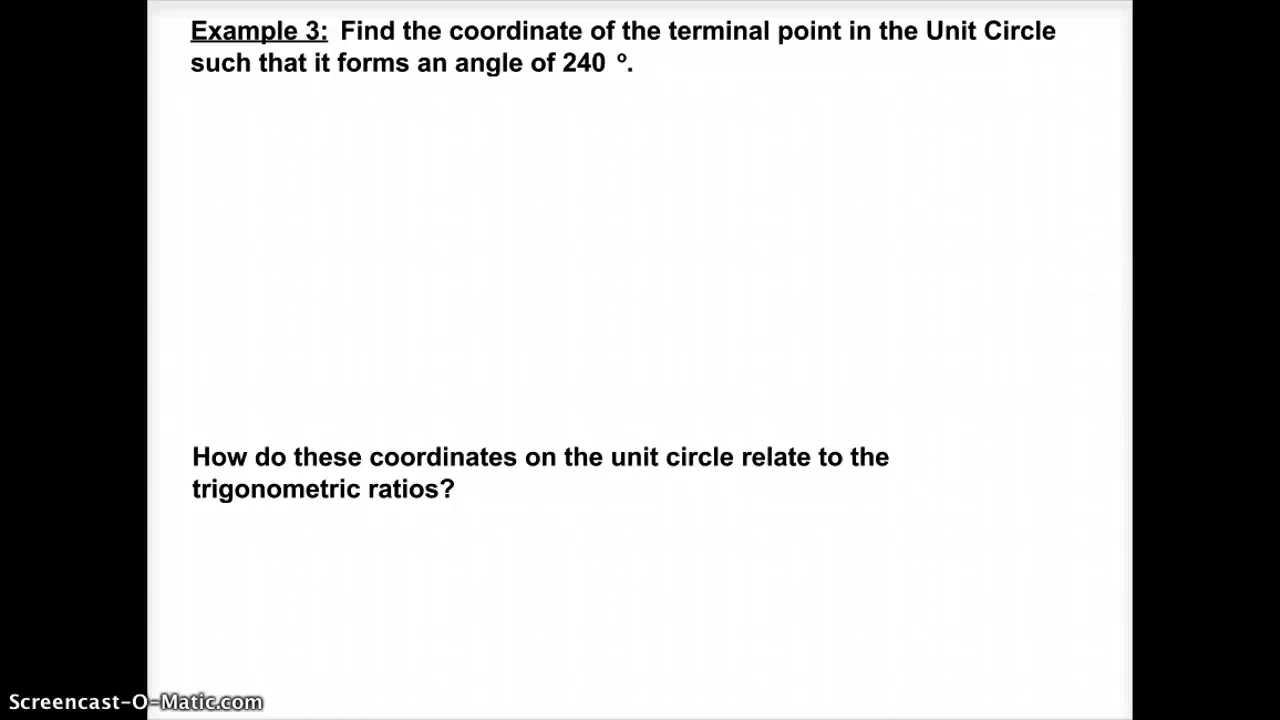 Example 3: Find the coordinate of the terminal point in the Unit Circle
such that it forms an angle of 240 º.
How do these coordinates on the unit circle relate to the
trigonometric ratios?
Screencast-O-Matic.com